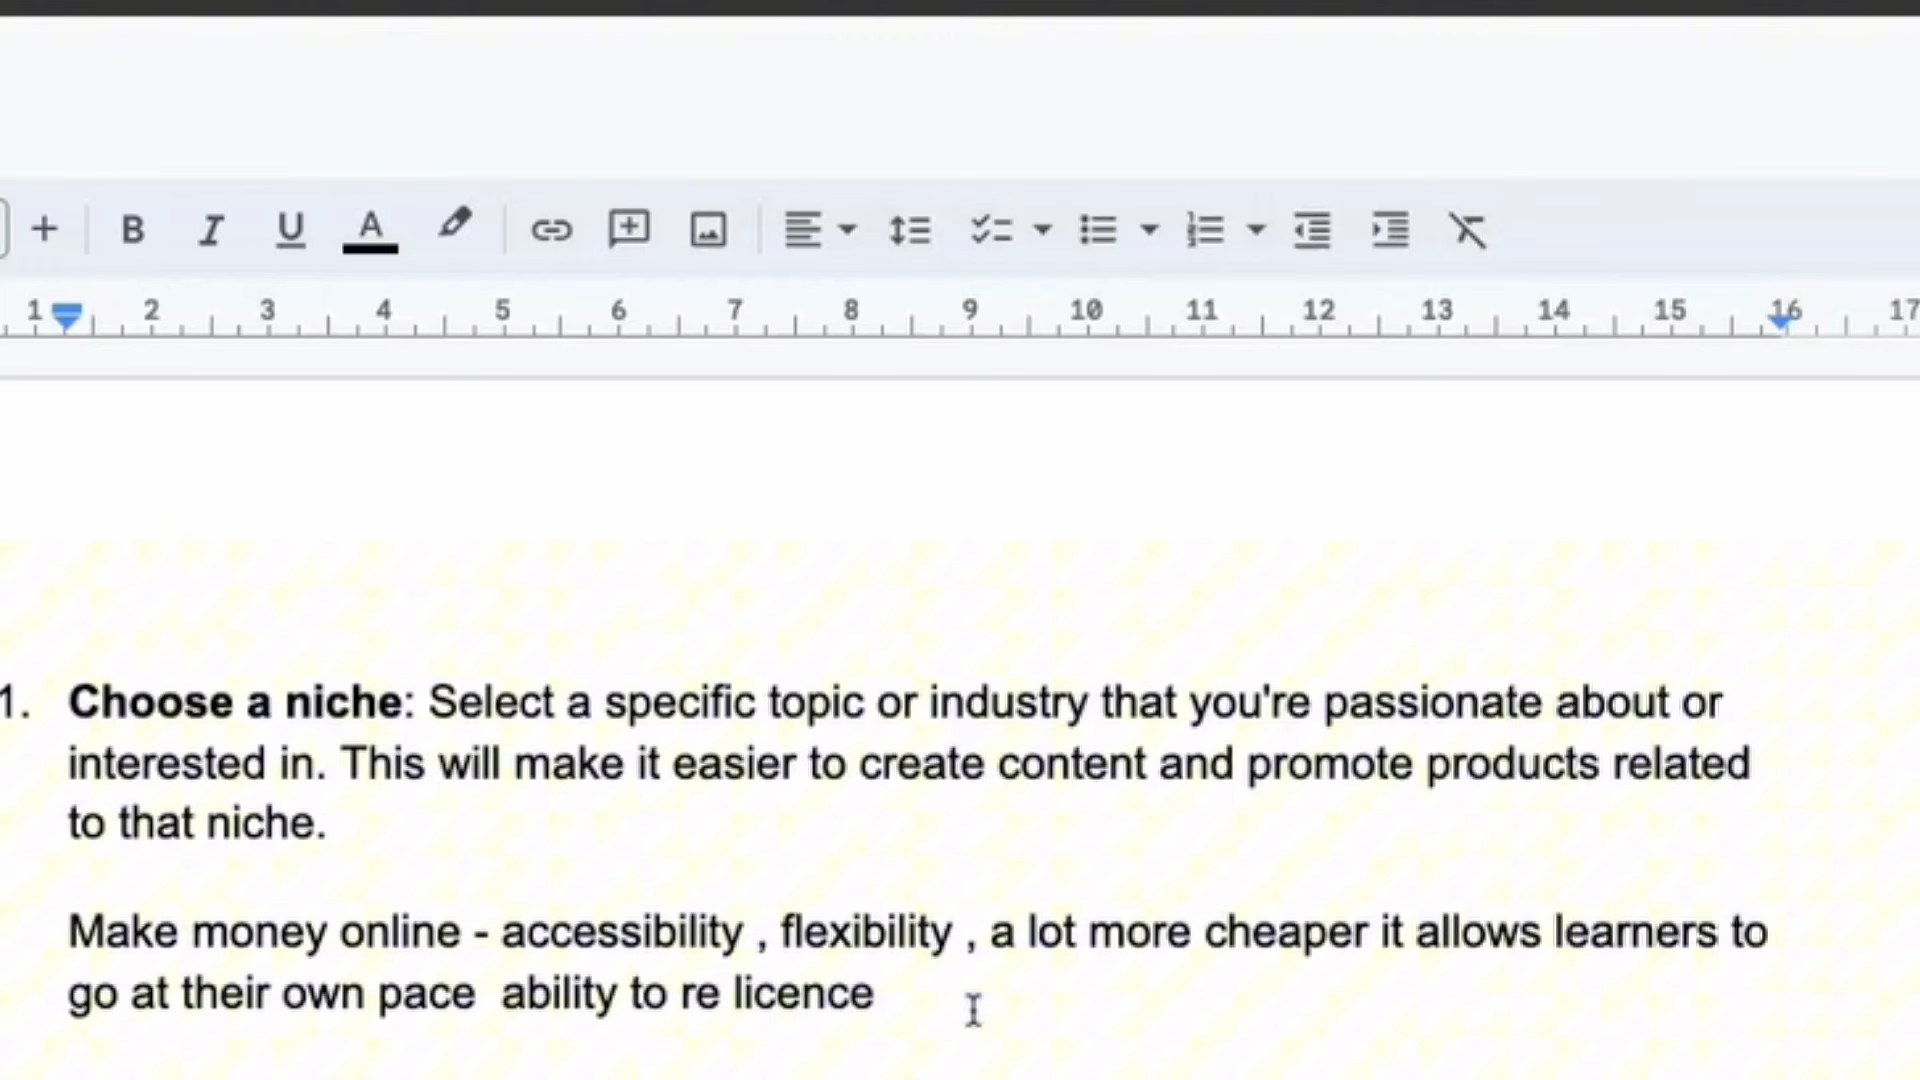 B I U A
1 2 3 4 5 6 7 8 9 10 11 12 13 14 15 16 17
1. Choose a niche: Select a specific topic or industry that you're passionate about or
interested in. This will make it easier to create content and promote products related
to that niche.
Make money online - accessibility , flexibility , a lot more cheaper it allows learners to
go at their own pace  ability to re licence